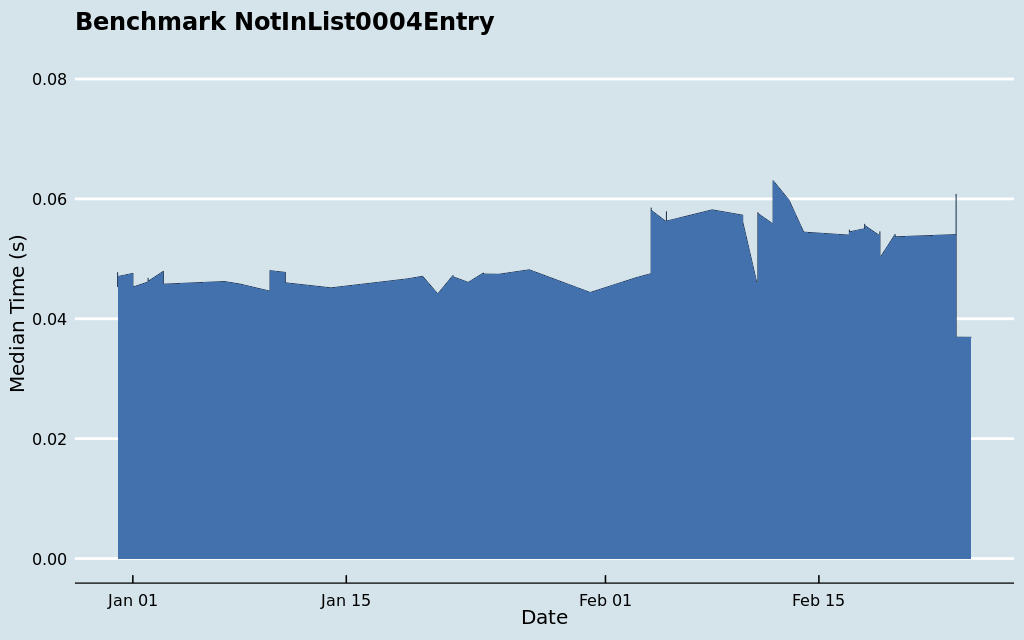 Benchmark NotInList0004Entry
0.08
0.06
0.04
0.02
0.00
Median Time (s)
Jan 01
Jan 15
Feb 01
Feb 15
Date